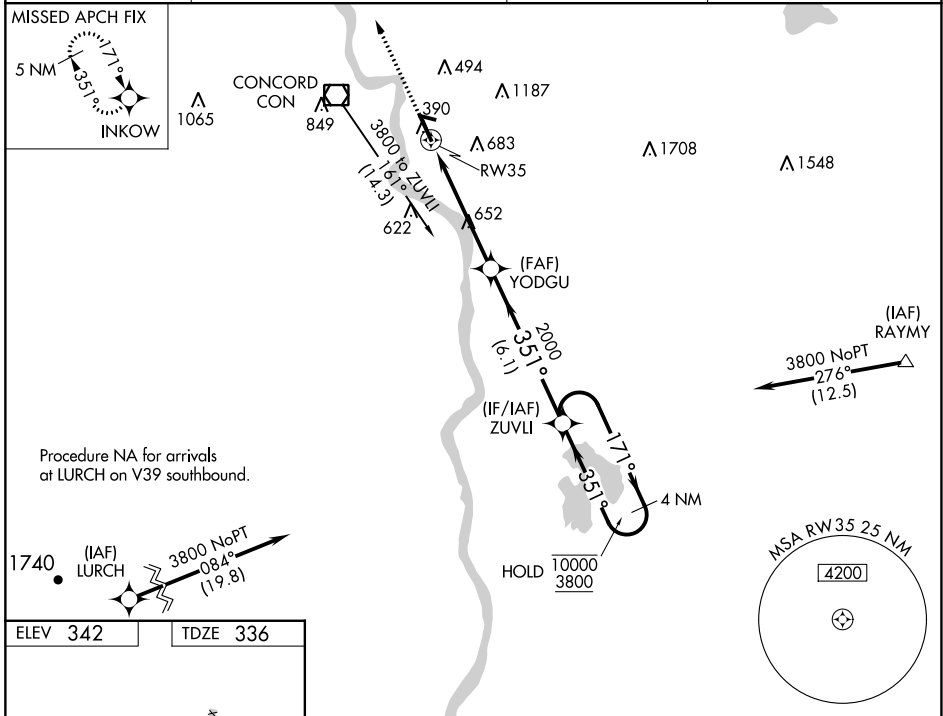 MISSED APCH FIX
5 NM
171°
351°
INKOW
1065
CONCORD
CON
849
494
1187
390
683
RW35
1708
1548
3800 to ZUVLI
161°
(14.3)
622
652
(FAF)
YODGU
2000
351°
(6.1)
(IAF)
RAYMY
3800 NoPT
276°
(12.5)
(IF/IAF)
ZUVLI
171°
351°
4 NM
HOLD 10000
3800
Procedure NA for arrivals
at LURCH on V39 southbound.
1740
(IAF)
LURCH
3800 NoPT
084°
(19.8)
MSA RW35 25 NM
4200
ELEV 342
TDZE 336